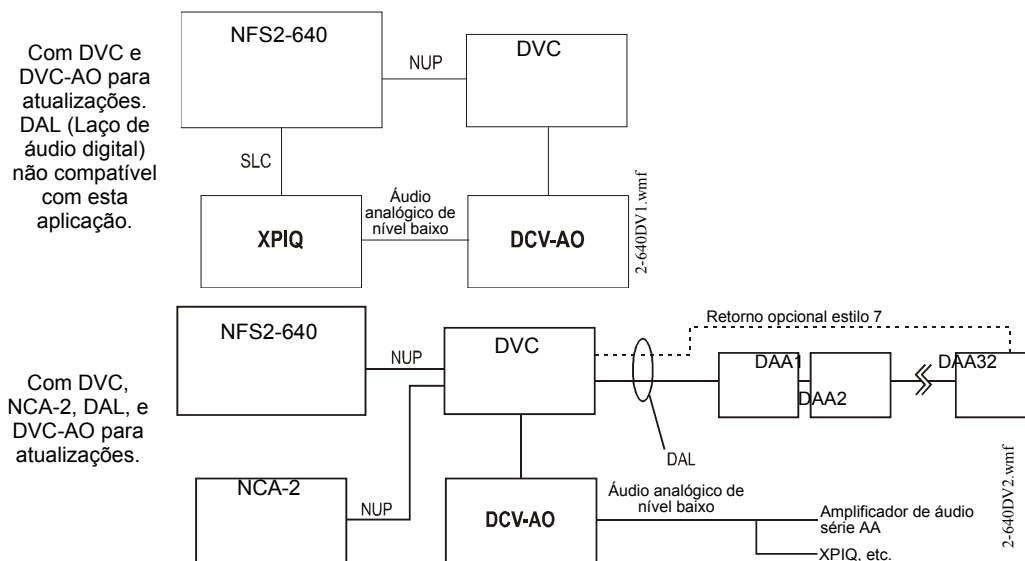 Com DVC e
DVC-AO para
atualizações.
DAL (Laço de
áudio digital)
não compatível
com esta
aplicação.
NFS2-640
NUP
DVC
SLC
XPIQ
Áudio
analógico de
nível baixo
DCV-AO
2-640DV1.wmf
Com DVC,
NCA-2, DAL, e
DVC-AO para
atualizações.
NFS2-640
NUP
DVC
Retorno opcional estilo 7
DAA1
DAA2
DAA32
DAL
NCA-2
NUP
DCV-AO
Áudio analógico de
nível baixo
Amplificador de áudio
série AA
XPIQ, etc.
2-640DV2.wmf